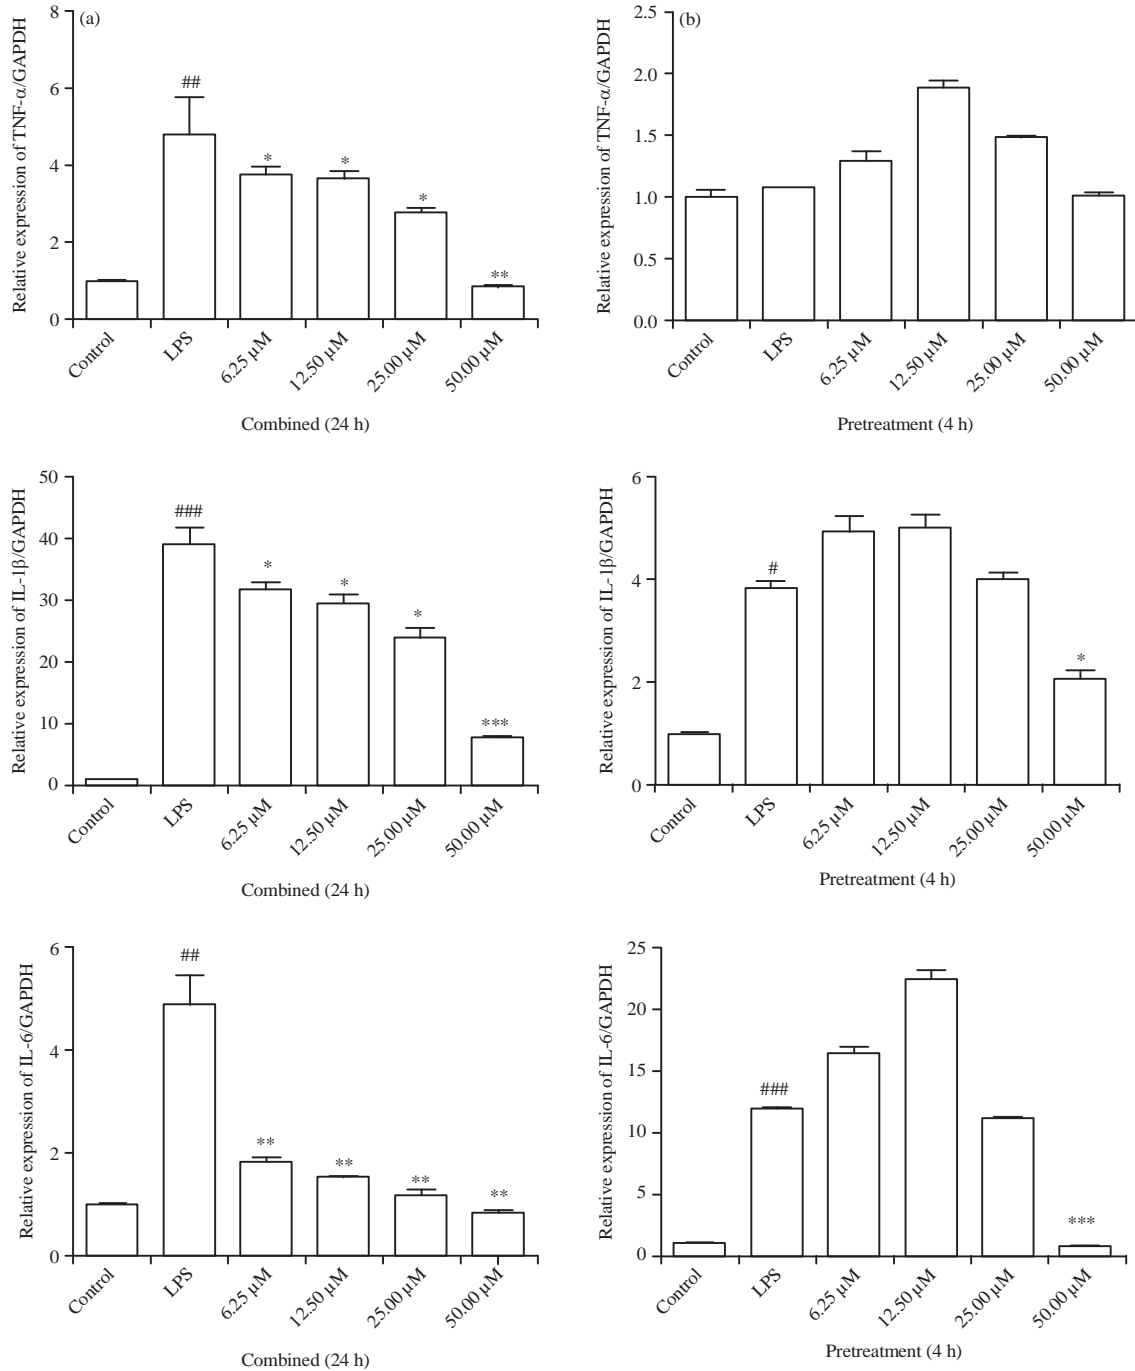 (a)
Relative expression of TNF-α/GAPDH
8
6
4
2
0
##
*
*
*
**
Control
LPS
6.25 µM
12.50 µM
25.00 µM
50.00 µM
Combined (24 h)
(b)
Relative expression of TNF-α/GAPDH
2.5
2.0
1.5
1.0
0.5
0.0
Control
LPS
6.25 µM
12.50 µM
25.00 µM
50.00 µM
Pretreatment (4 h)
Relative expression of IL-1β/GAPDH
50
40
30
20
10
0
###
*
*
*
***
Control
LPS
6.25 µM
12.50 µM
25.00 µM
50.00 µM
Combined (24 h)
Relative expression of IL-1β/GAPDH
6
4
2
0
#
*
Control
LPS
6.25 µM
12.50 µM
25.00 µM
50.00 µM
Pretreatment (4 h)
Relative expression of IL-6/GAPDH
6
4
2
0
##
**
**
**
**
Control
LPS
6.25 µM
12.50 µM
25.00 µM
50.00 µM
Combined (24 h)
Relative expression of IL-6/GAPDH
25
20
15
10
5
0
###
***
Control
LPS
6.25 µM
12.50 µM
25.00 µM
50.00 µM
Pretreatment (4 h)